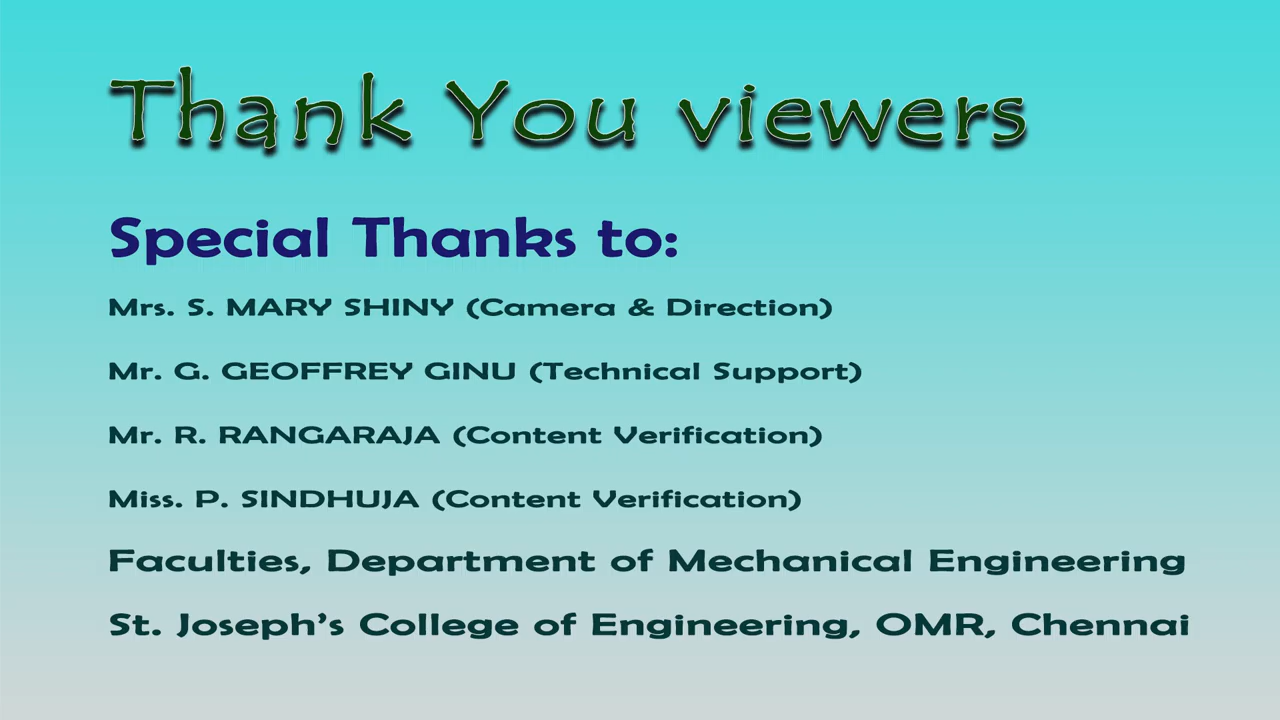 Thank You viewers
Special Thanks to:
Mrs. S. MARY SHINY (Camera & Direction)
Mr. G. GEOFFREY GINU (Technical Support)
Mr. R. RANGARAJA (Content Verification)
Miss. P. SINDHUJA (Content Verification)
Faculties, Department of Mechanical Engineering
St. Joseph's College of Engineering, OMR, Chennai